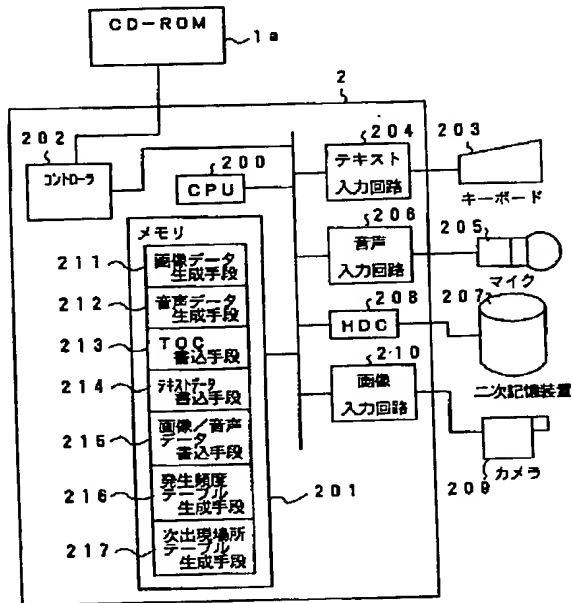 CD-ROM
1a
2
202
コントローラ
200
CPU
204
テキスト
入力回路
203
キーボード
206
音声
入力回路
205
マイク
207
208
HDC
二次記憶装置
210
画像
入力回路
209
カメラ
メモリ
211
画像データ
生成手段
212
音声データ
生成手段
213
TOC
書込手段
214
テキストデータ
書込手段
215
画像/音声
データ
書込手段
216
発生頻度
テーブル
生成手段
217
次出現場所
テーブル
生成手段
201